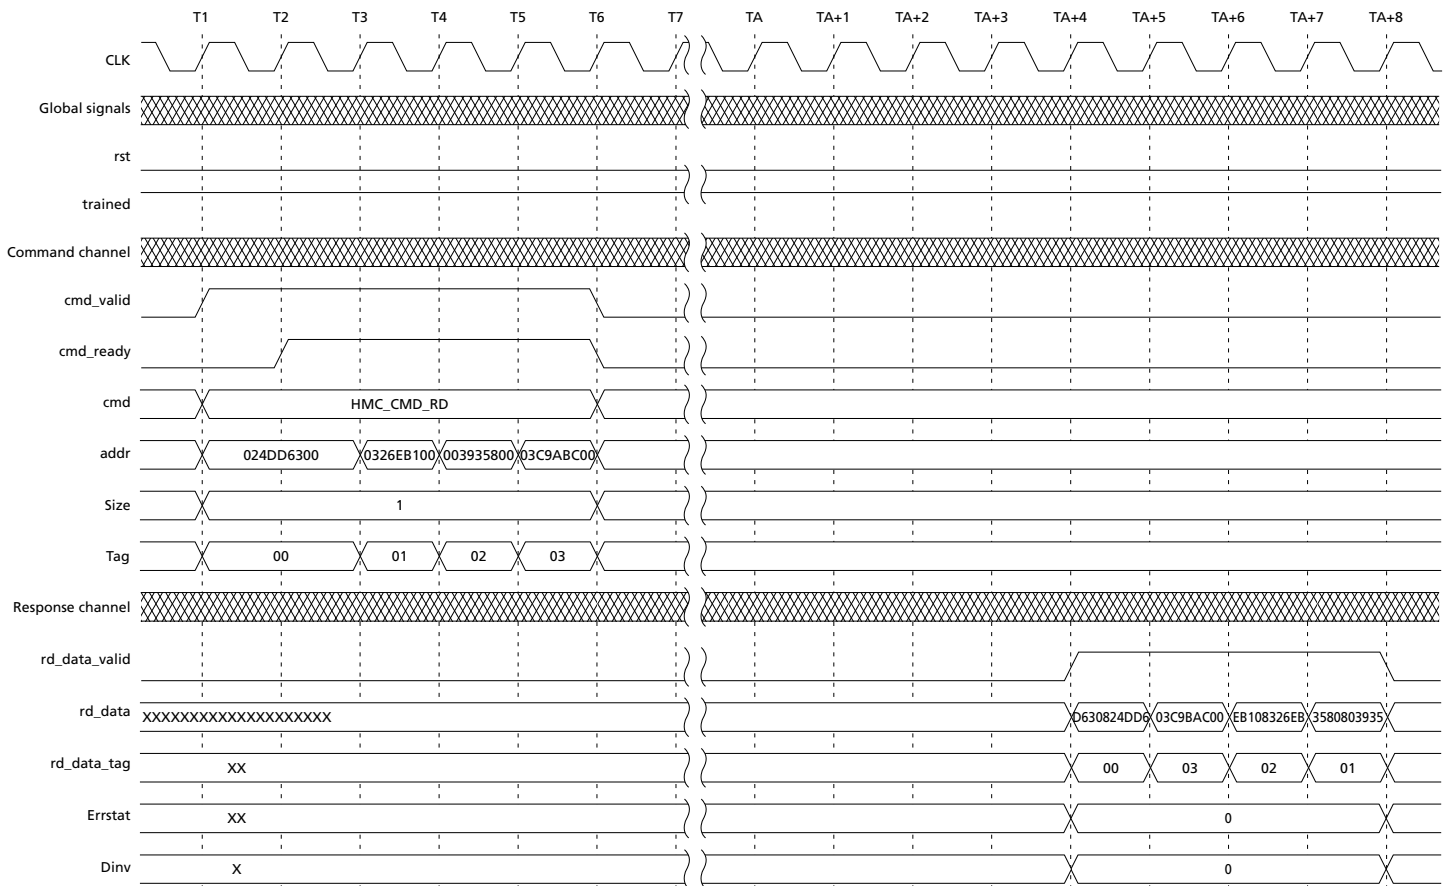 T1 T2 T3 T4 T5 T6 T7 TA TA+1 TA+2 TA+3 TA+4 TA+5 TA+6 TA+7 TA+8
CLK
Global signals
rst
trained
Command channel
cmd_valid
cmd_ready
cmd HMC_CMD_RD
addr 024DD6300 0326EB100 003935800 03C9ABC00
Size 1
Tag 00 01 02 03
Response channel
rd_data_valid
rd_data XXXXXXXXXXXXXXXXXXXX D630824DD6 03C9BAC00 EB108326EB 3580803935
rd_data_tag XX 00 03 02 01
Errstat XX 0
Dinv X 0